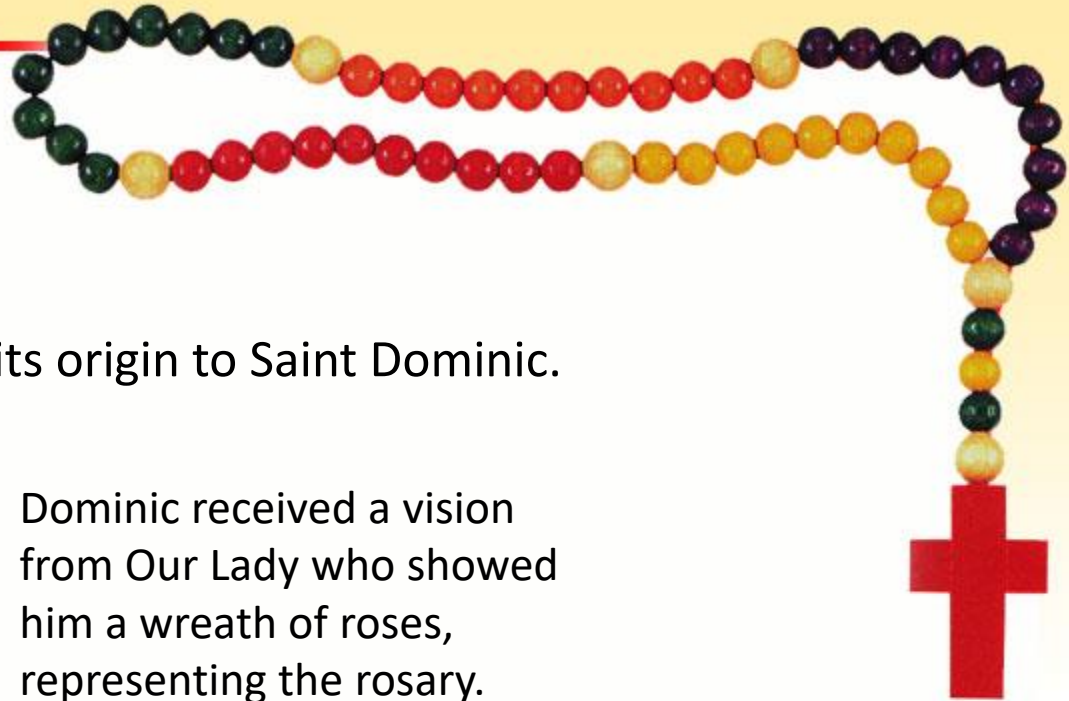 its origin to Saint Dominic.
Dominic received a vision
from Our Lady who showed
him a wreath of roses,
representing the rosary.